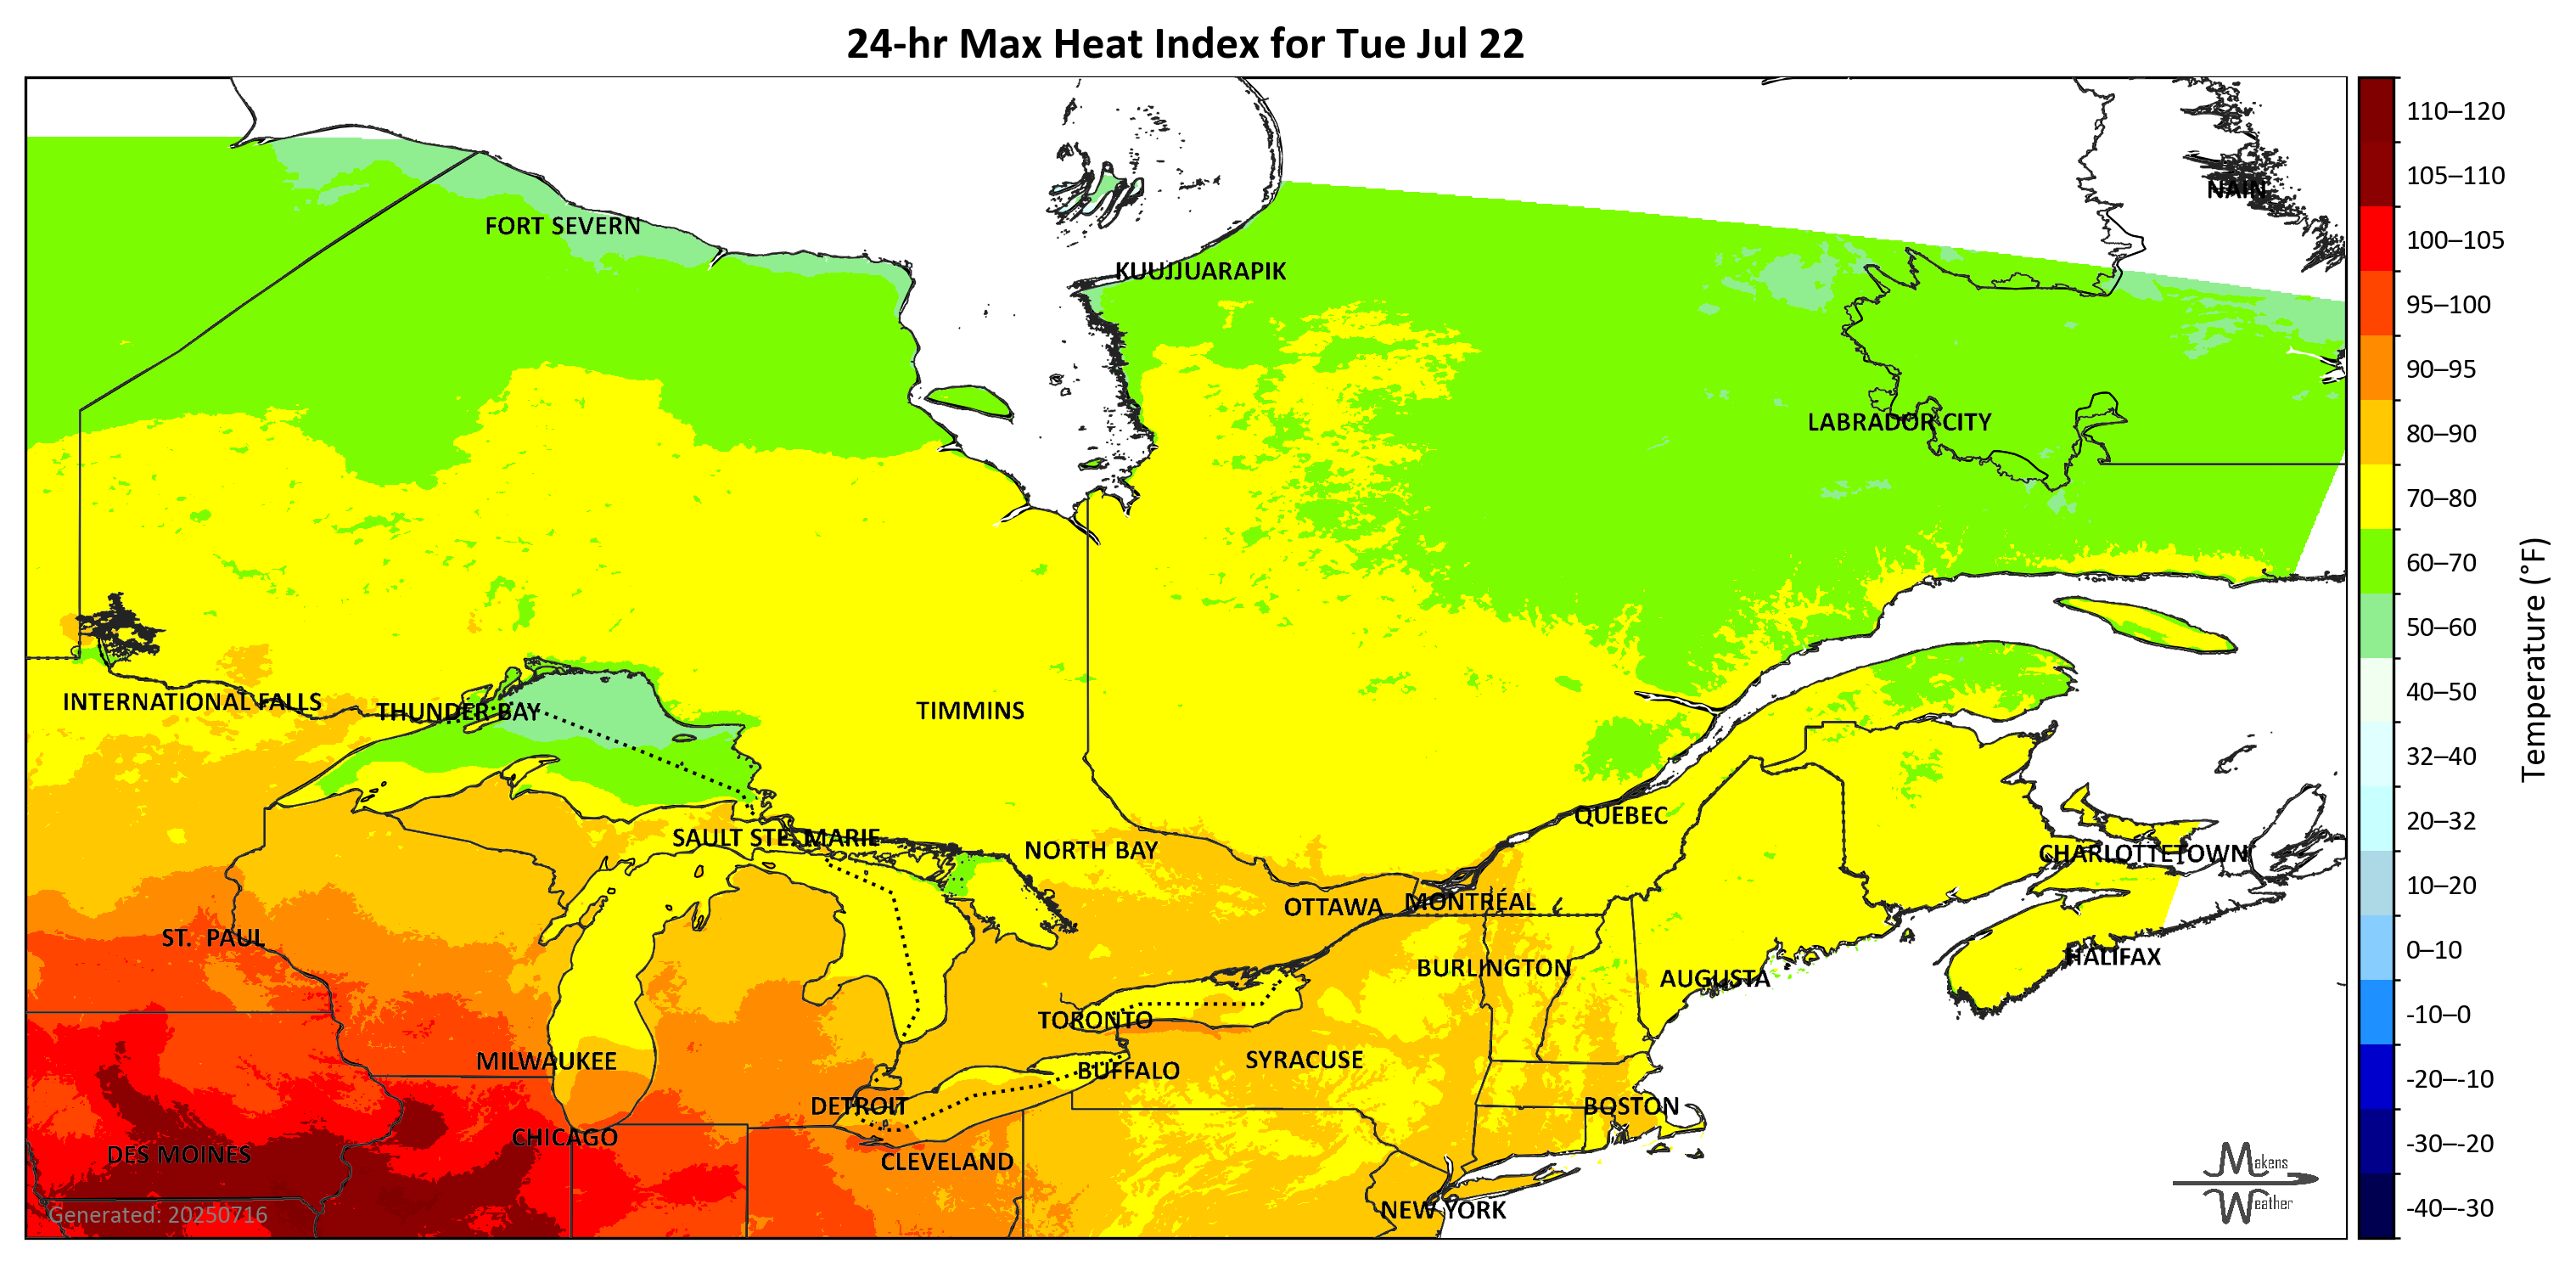 24-hr Max Heat Index for Tue Jul 22
110–120
105–110
NAIN
FORT SEVERN
100–105
KUUJJUARAPIK
95–100
90–95
LABRADOR CITY
80–90
70–80
60–70
Temperature (°F)
50–60
40–50
INTERNATIONAL FALLS
THUNDER BAY
TIMMINS
32–40
QUEBEC
20–32
SAULT STE. MARIE
NORTH BAY
CHARLOTTETOWN
10–20
OTTAWA
MONTRÉAL
ST. PAUL
0–10
HALIFAX
BURLINGTON
AUGUSTA
-10–0
TORONTO
MILWAUKEE
SYRACUSE
BUFFALO
-20–-10
DETROIT
BOSTON
CHICAGO
-30–-20
DES MOINES
CLEVELAND
Makens
Weather
-40–-30
NEW YORK
Generated: 20250716